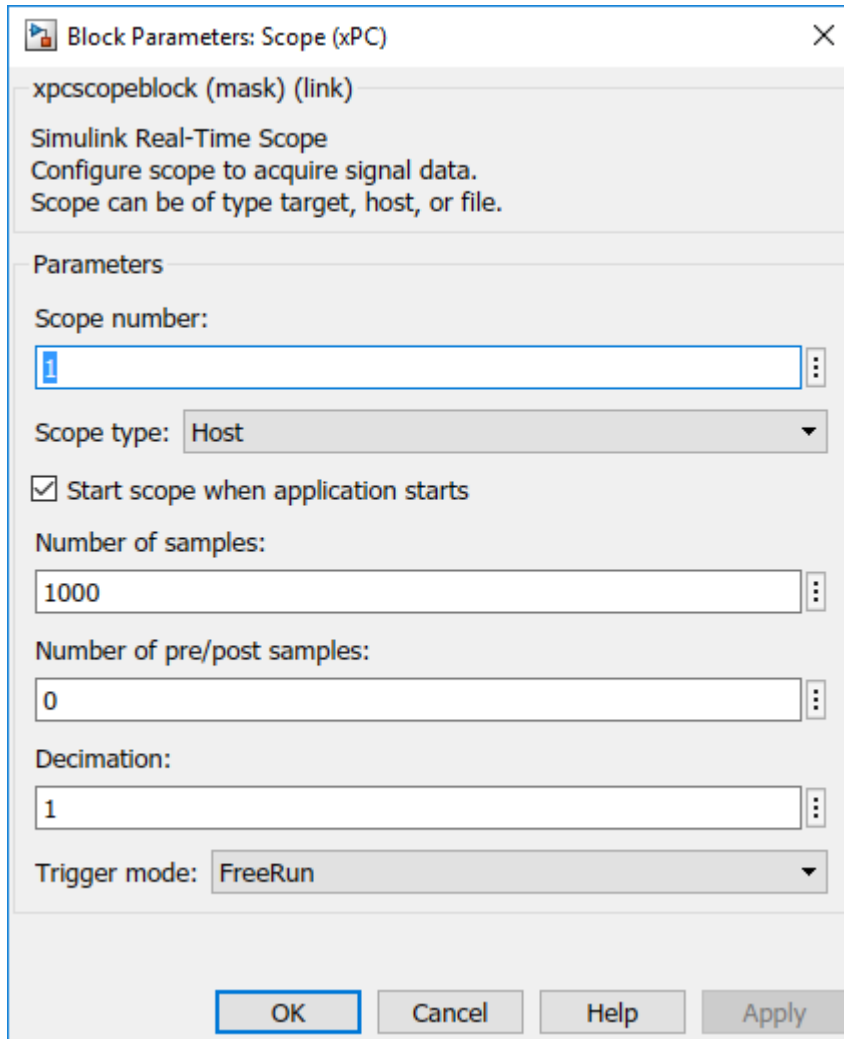 Block Parameters: Scope (xPC)
xpcscopeblock (mask) (link)
Simulink Real-Time Scope
Configure scope to acquire signal data.
Scope can be of type target, host, or file.
Parameters
Scope number:
1
Scope type: Host
Start scope when application starts
Number of samples:
1000
Number of pre/post samples:
0
Decimation:
1
Trigger mode: FreeRun
OK Cancel Help Apply